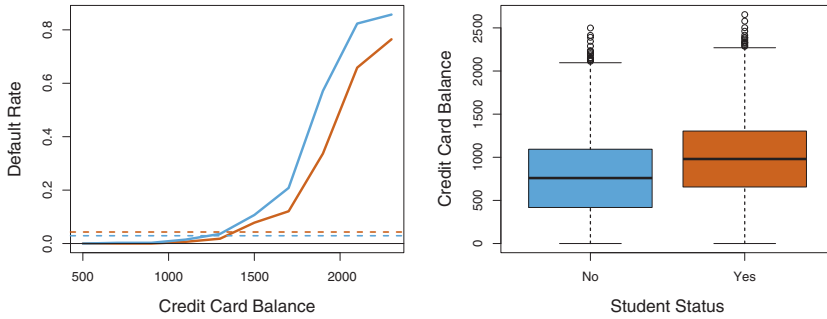 Default Rate
0.0
0.2
0.4
0.6
0.8
500
1000
1500
2000
Credit Card Balance
Credit Card Balance
0
500
1000
1500
2000
2500
No
Yes
Student Status